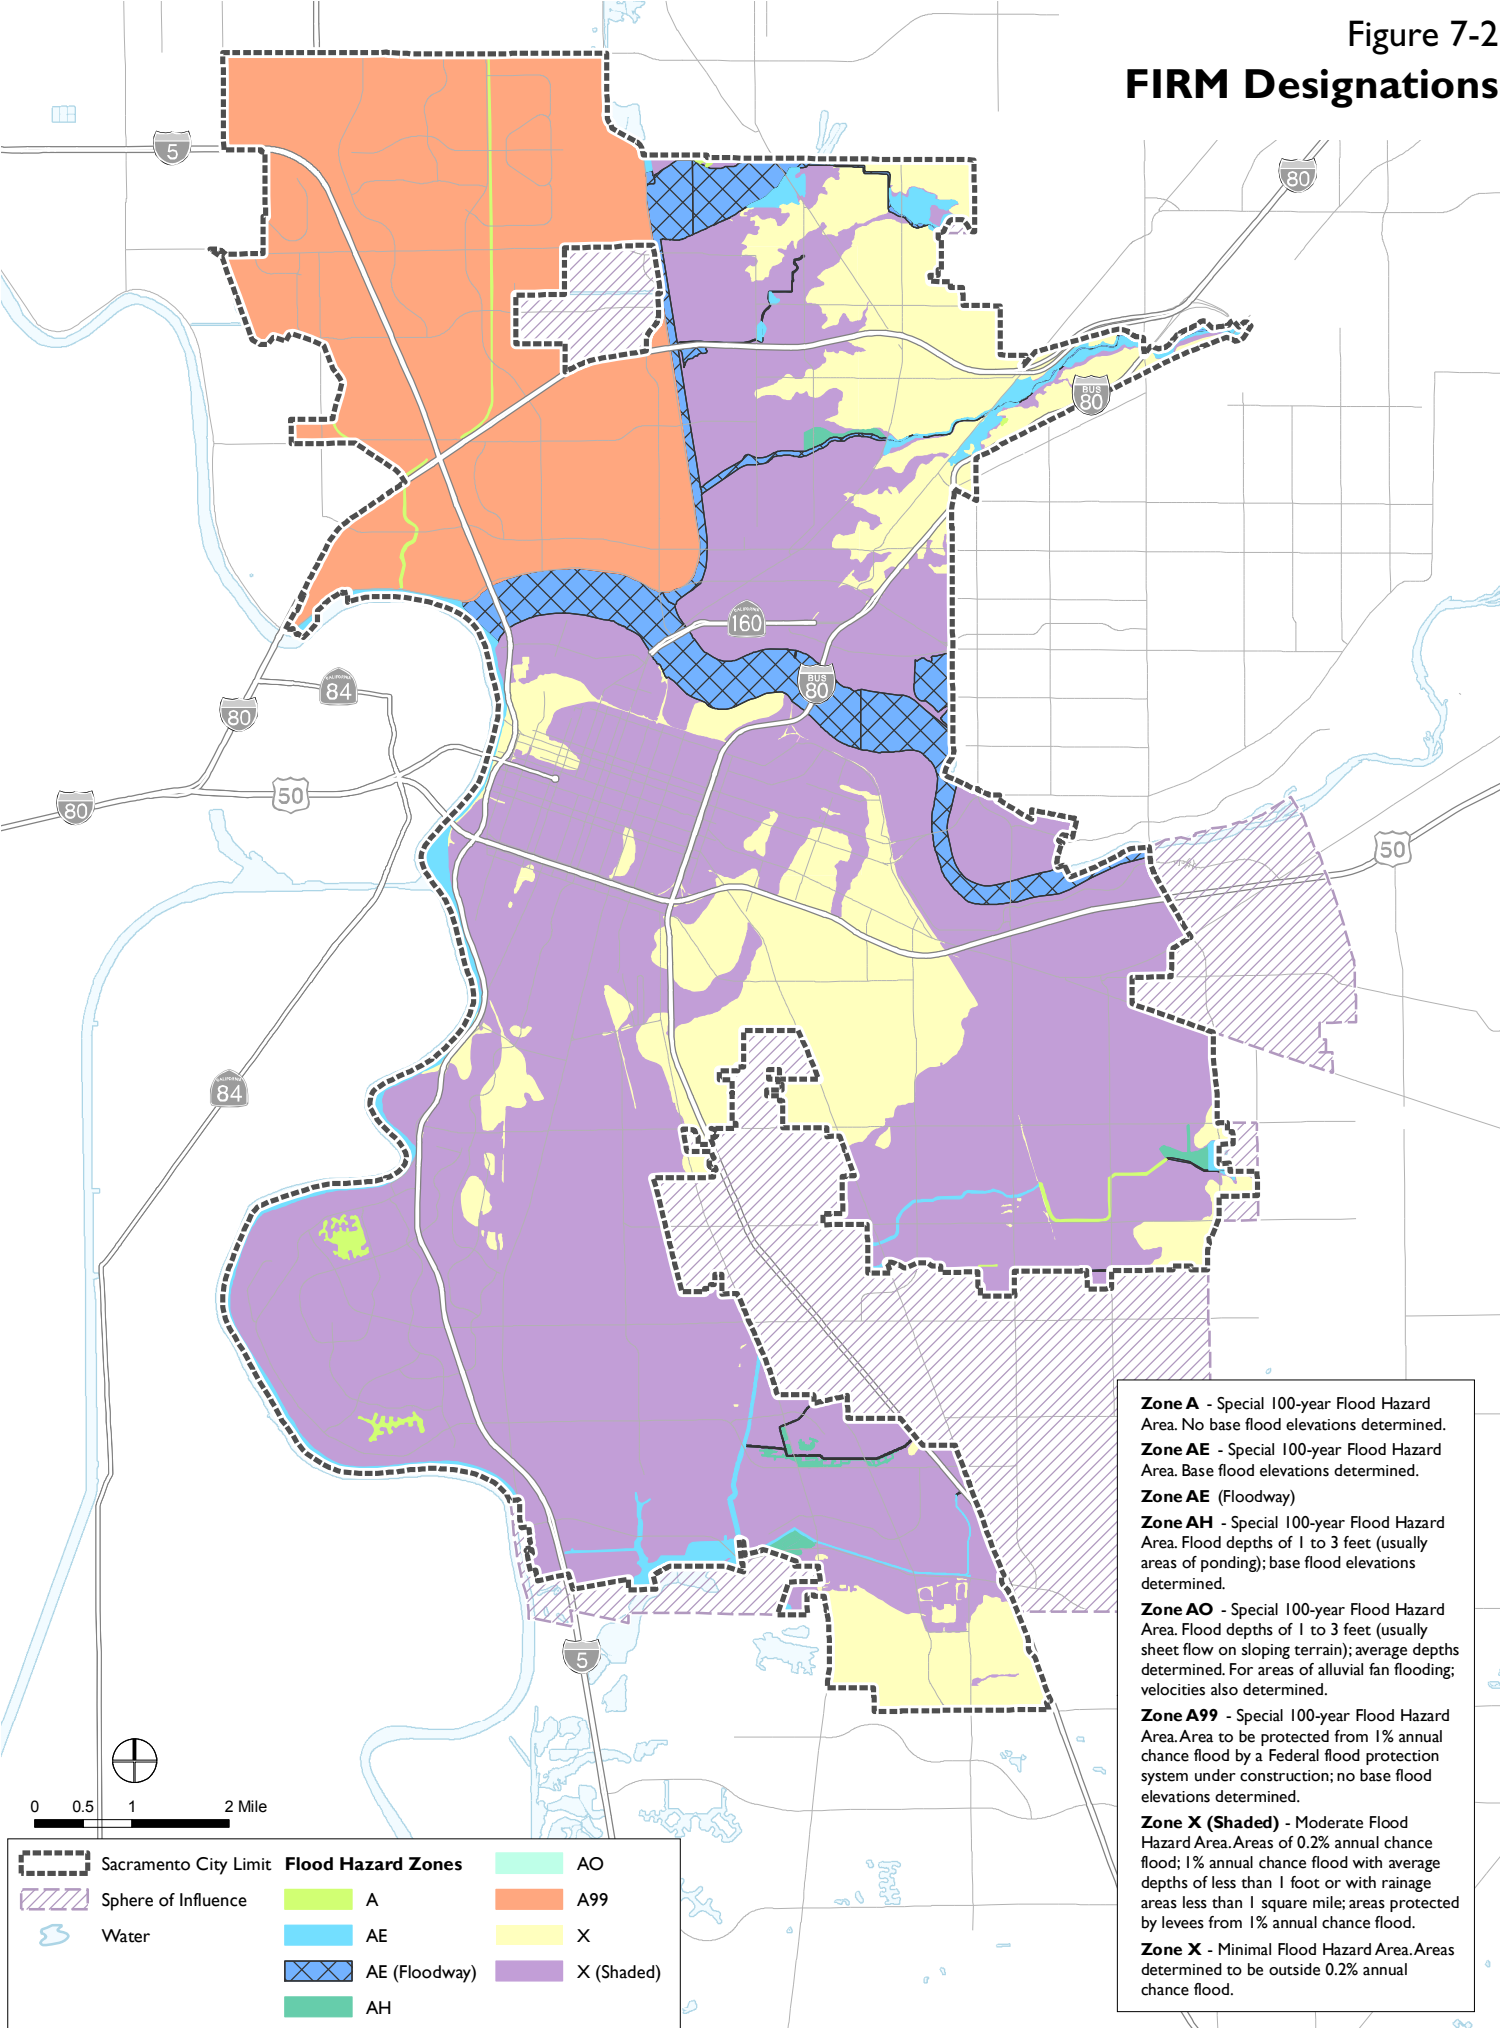 Figure 7-2
FIRM Designations
5
80
BUS
80
CALIFORNIA
160
BUS
80
CALIFORNIA
84
80
50
80
50
CALIFORNIA
84
5
Zone A - Special 100-year Flood Hazard
Area. No base flood elevations determined.
Zone AE - Special 100-year Flood Hazard
Area. Base flood elevations determined.
Zone AE (Floodway)
Zone AH - Special 100-year Flood Hazard
Area. Flood depths of 1 to 3 feet (usually
areas of ponding); base flood elevations
determined.
Zone AO - Special 100-year Flood Hazard
Area. Flood depths of 1 to 3 feet (usually
sheet flow on sloping terrain); average depths
determined. For areas of alluvial fan flooding;
velocities also determined.
Zone A99 - Special 100-year Flood Hazard
Area. Area to be protected from 1% annual
chance flood by a Federal flood protection
system under construction; no base flood
elevations determined.
Zone X (Shaded) - Moderate Flood
Hazard Area. Areas of 0.2% annual chance
flood; 1% annual chance flood with average
depths of less than 1 foot or with rainage
areas less than 1 square mile; areas protected
by levees from 1% annual chance flood.
Zone X - Minimal Flood Hazard Area. Areas
determined to be outside 0.2% annual
chance flood.
0 0.5 1 2 Mile
Sacramento City Limit
Sphere of Influence
Water
Flood Hazard Zones
A
AE
AE (Floodway)
AH
AO
A99
X
X (Shaded)